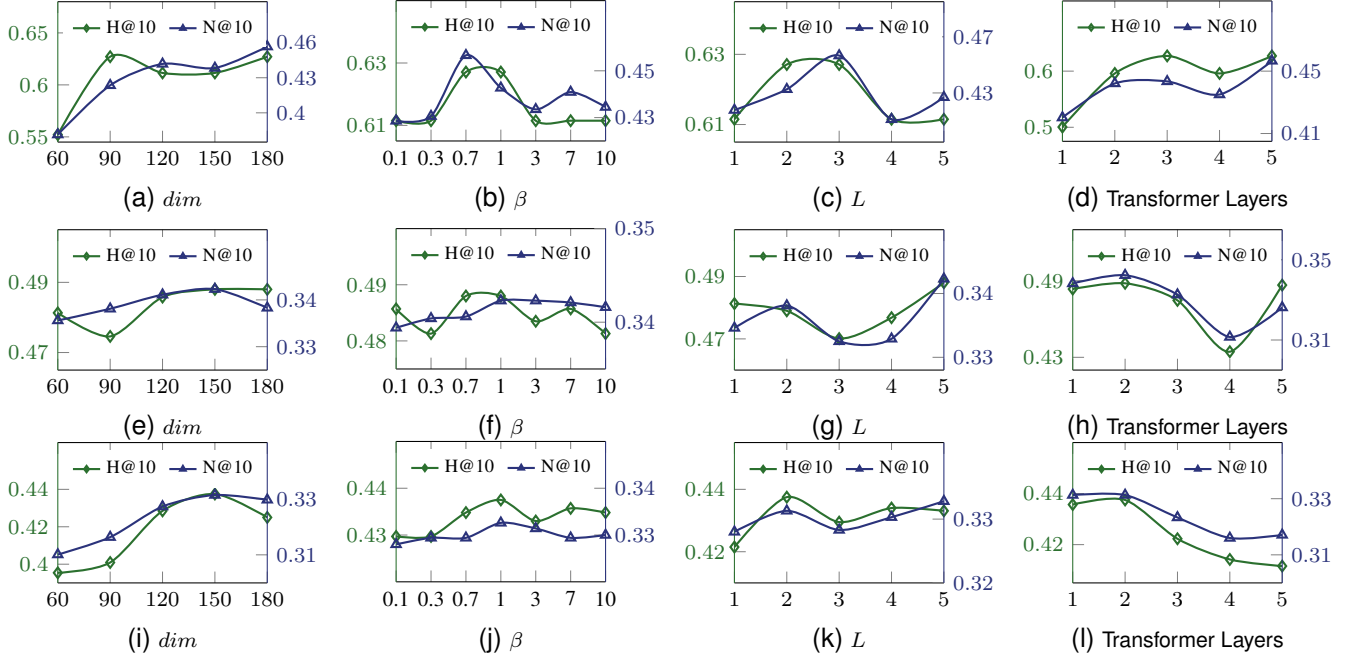 H@10 N@10
0.65
0.6
0.55
0.46
0.43
0.4
60 90 120 150 180
(a) dim
H@10 N@10
0.63
0.61
0.45
0.43
0.1 0.3 0.7 1 3 7 10
(b) β
H@10 N@10
0.63
0.61
0.47
0.43
1 2 3 4 5
(c) L
H@10 N@10
0.6
0.5
0.45
0.41
1 2 3 4 5
(d) Transformer Layers
H@10 N@10
0.49
0.47
0.34
0.33
60 90 120 150 180
(e) dim
H@10 N@10
0.49
0.48
0.35
0.34
0.1 0.3 0.7 1 3 7 10
(f) β
H@10 N@10
0.49
0.47
0.34
0.33
1 2 3 4 5
(g) L
H@10 N@10
0.49
0.43
0.35
0.31
1 2 3 4 5
(h) Transformer Layers
H@10 N@10
0.44
0.42
0.4
0.33
0.31
60 90 120 150 180
(i) dim
H@10 N@10
0.44
0.43
0.34
0.33
0.1 0.3 0.7 1 3 7 10
(j) β
H@10 N@10
0.44
0.42
0.33
0.32
1 2 3 4 5
(k) L
H@10 N@10
0.44
0.42
0.33
0.31
1 2 3 4 5
(l) Transformer Layers